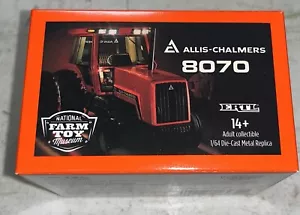 ALLIS-CHALMERS
8070
ERTL
14+
Adult collectible
1/64 Die-Cast Metal Replica
NATIONAL
FARM TOY
Museum